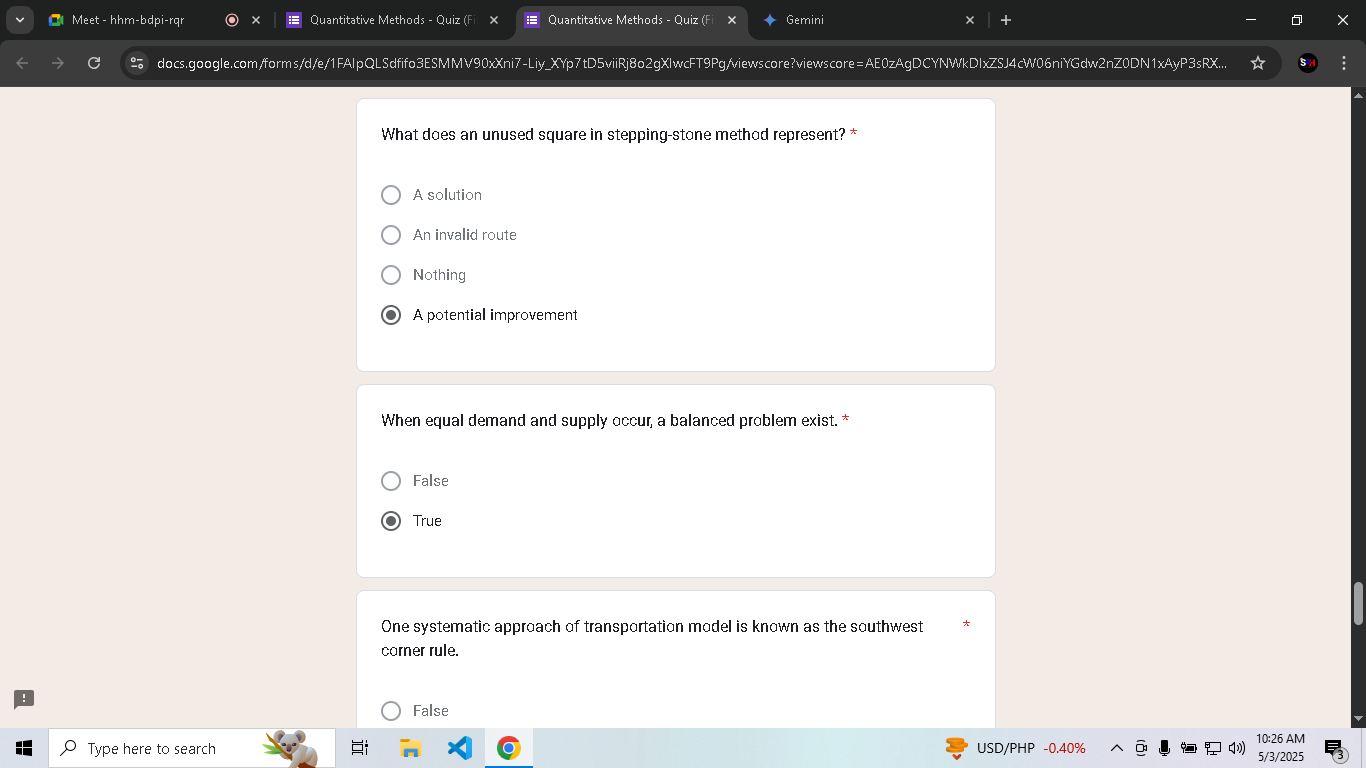 Meet - hhm-bdpi-rqr
Quantitative Methods - Quiz (Fi
Quantitative Methods - Quiz (Fi
Gemini
docs.google.com/forms/d/e/1FAIpQLSdfifo3ESMMV90xXni7-Liy_XYp7tD5viiRj8o2gXlwcFT9Pg/viewscore?viewscore=AE0zAgDCYNWkDlxZSJ4cW06niYGdw2nZ0DN1xAyP3sRX...
What does an unused square in stepping-stone method represent? *
A solution
An invalid route
Nothing
A potential improvement
When equal demand and supply occur, a balanced problem exist. *
False
True
One systematic approach of transportation model is known as the southwest *
corner rule.
False
Type here to search
USD/PHP -0.40%
10:26 AM
5/3/2025
3